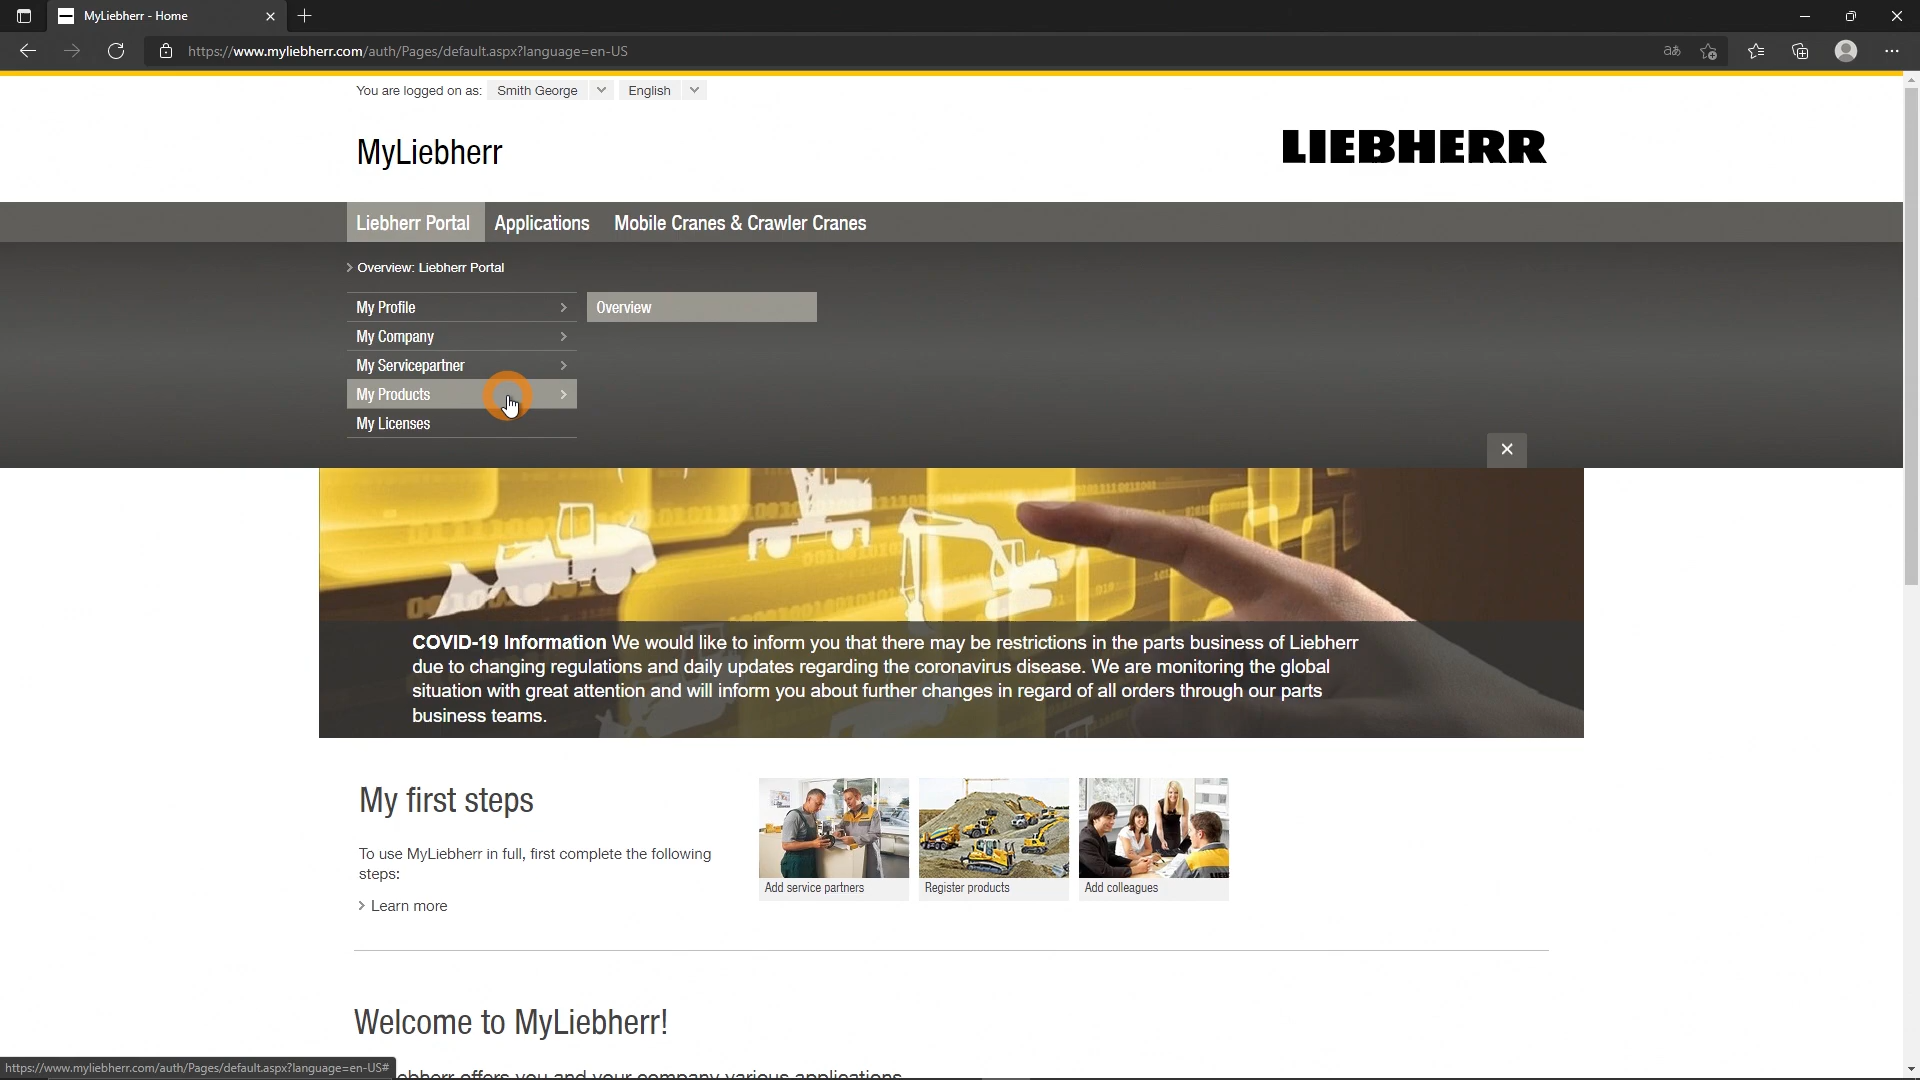 MyLiebherr - Home
https://www.myliebherr.com/auth/Pages/default.aspx?language=en-US
You are logged on as: Smith George English
MyLiebherr
LIEBHERR
Liebherr Portal Applications Mobile Cranes & Crawler Cranes
Overview: Liebherr Portal
My Profile
Overview
My Company
My Servicepartner
My Products
My Licenses
COVID-19 Information We would like to inform you that there may be restrictions in the parts business of Liebherr
due to changing regulations and daily updates regarding the coronavirus disease. We are monitoring the global
situation with great attention and will inform you about further changes in regard of all orders through our parts
business teams.
My first steps
To use MyLiebherr in full, first complete the following
steps:
Learn more
Add service partners
Register products
Add colleagues
Welcome to MyLiebherr!
https://www.myliebherr.com/auth/Pages/default.aspx?language=en-US#
offers you and your company various applications